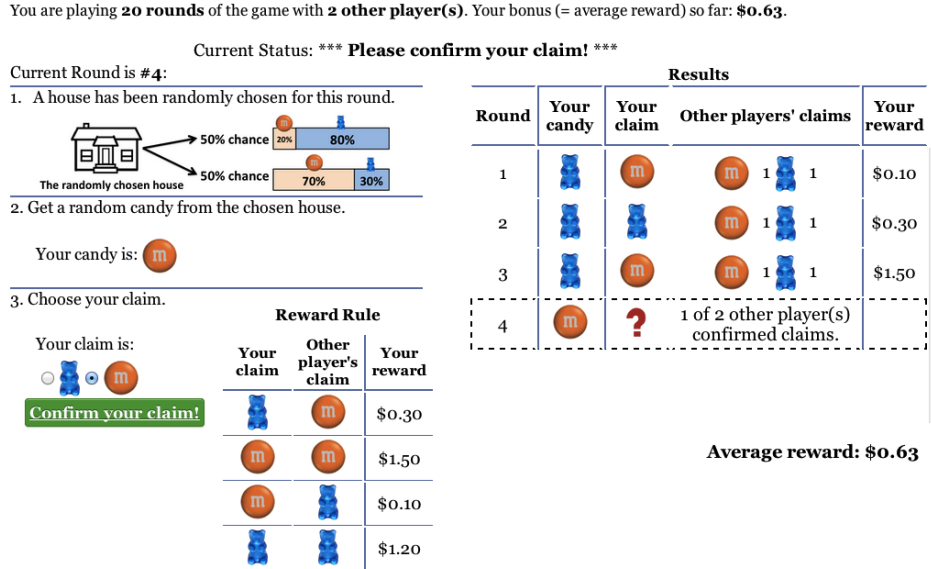 You are playing 20 rounds of the game with 2 other player(s). Your bonus (= average reward) so far: $0.63.
Current Status: *** Please confirm your claim! ***
Current Round is #4:
1. A house has been randomly chosen for this round.
m
50% chance 20% 80%
m
50% chance 70% 30%
The randomly chosen house
2. Get a random candy from the chosen house.
Your candy is: m
3. Choose your claim.
Your claim is:
m
Confirm your claim!
Reward Rule
Your claim Other player's claim Your reward
m $0.30
m m $1.50
m $0.10
$1.20
Results
Round Your candy Your claim Other players' claims Your reward
1 m m 1 1 $0.10
2 m 1 1 $0.30
3 m m 1 1 $1.50
4 m ? 1 of 2 other player(s) confirmed claims.
Average reward: $0.63